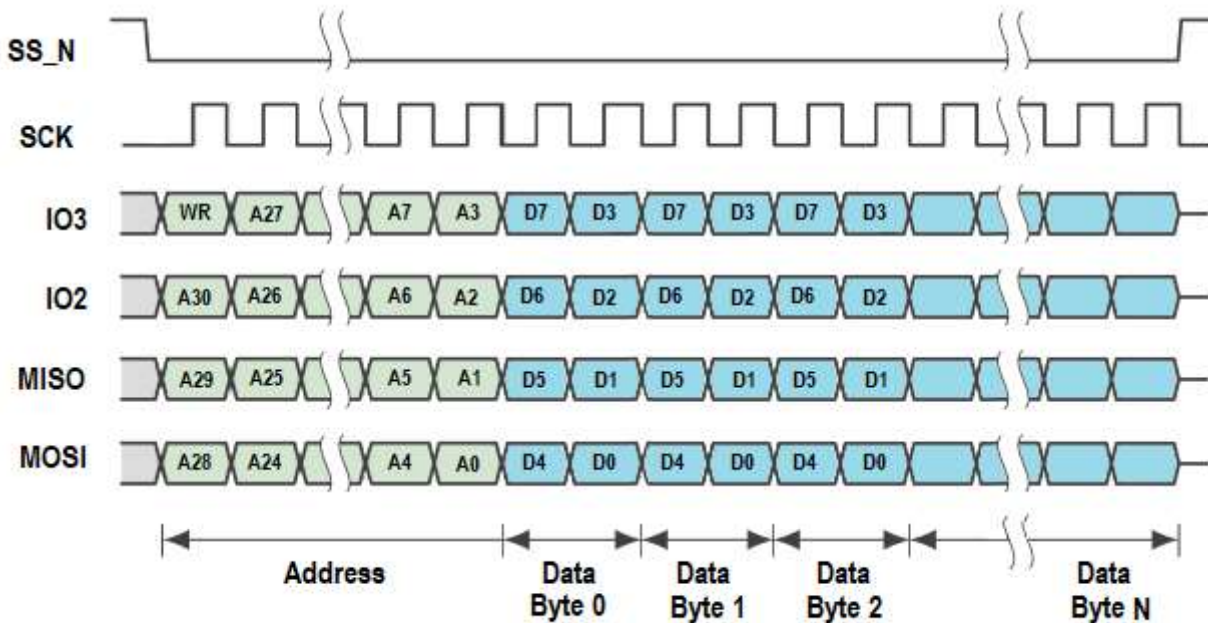 SS_N
SCK
IO3 WR A27 A7 A3 D7 D3 D7 D3 D7 D3
IO2 A30 A26 A6 A2 D6 D2 D6 D2 D6 D2
MISO A29 A25 A5 A1 D5 D1 D5 D1 D5 D1
MOSI A28 A24 A4 A0 D4 D0 D4 D0 D4 D0
Address Data Data Data Data
Byte 0 Byte 1 Byte 2 Byte N